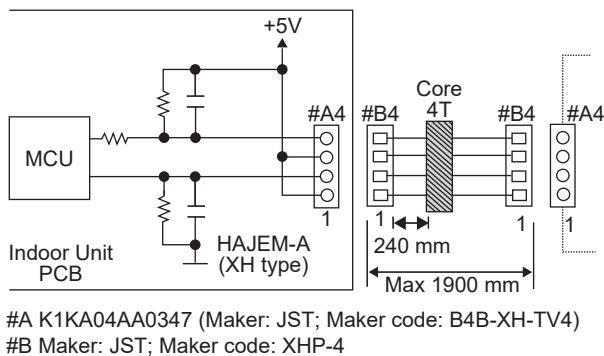 +5V
#A4
#B4
Core
4T
#B4
#A4
MCU
1
1
1
1
240 mm
Indoor Unit
PCB
HAJEM-A
(XH type)
Max 1900 mm
#A K1KA04AA0347 (Maker: JST; Maker code: B4B-XH-TV4)
#B Maker: JST; Maker code: XHP-4